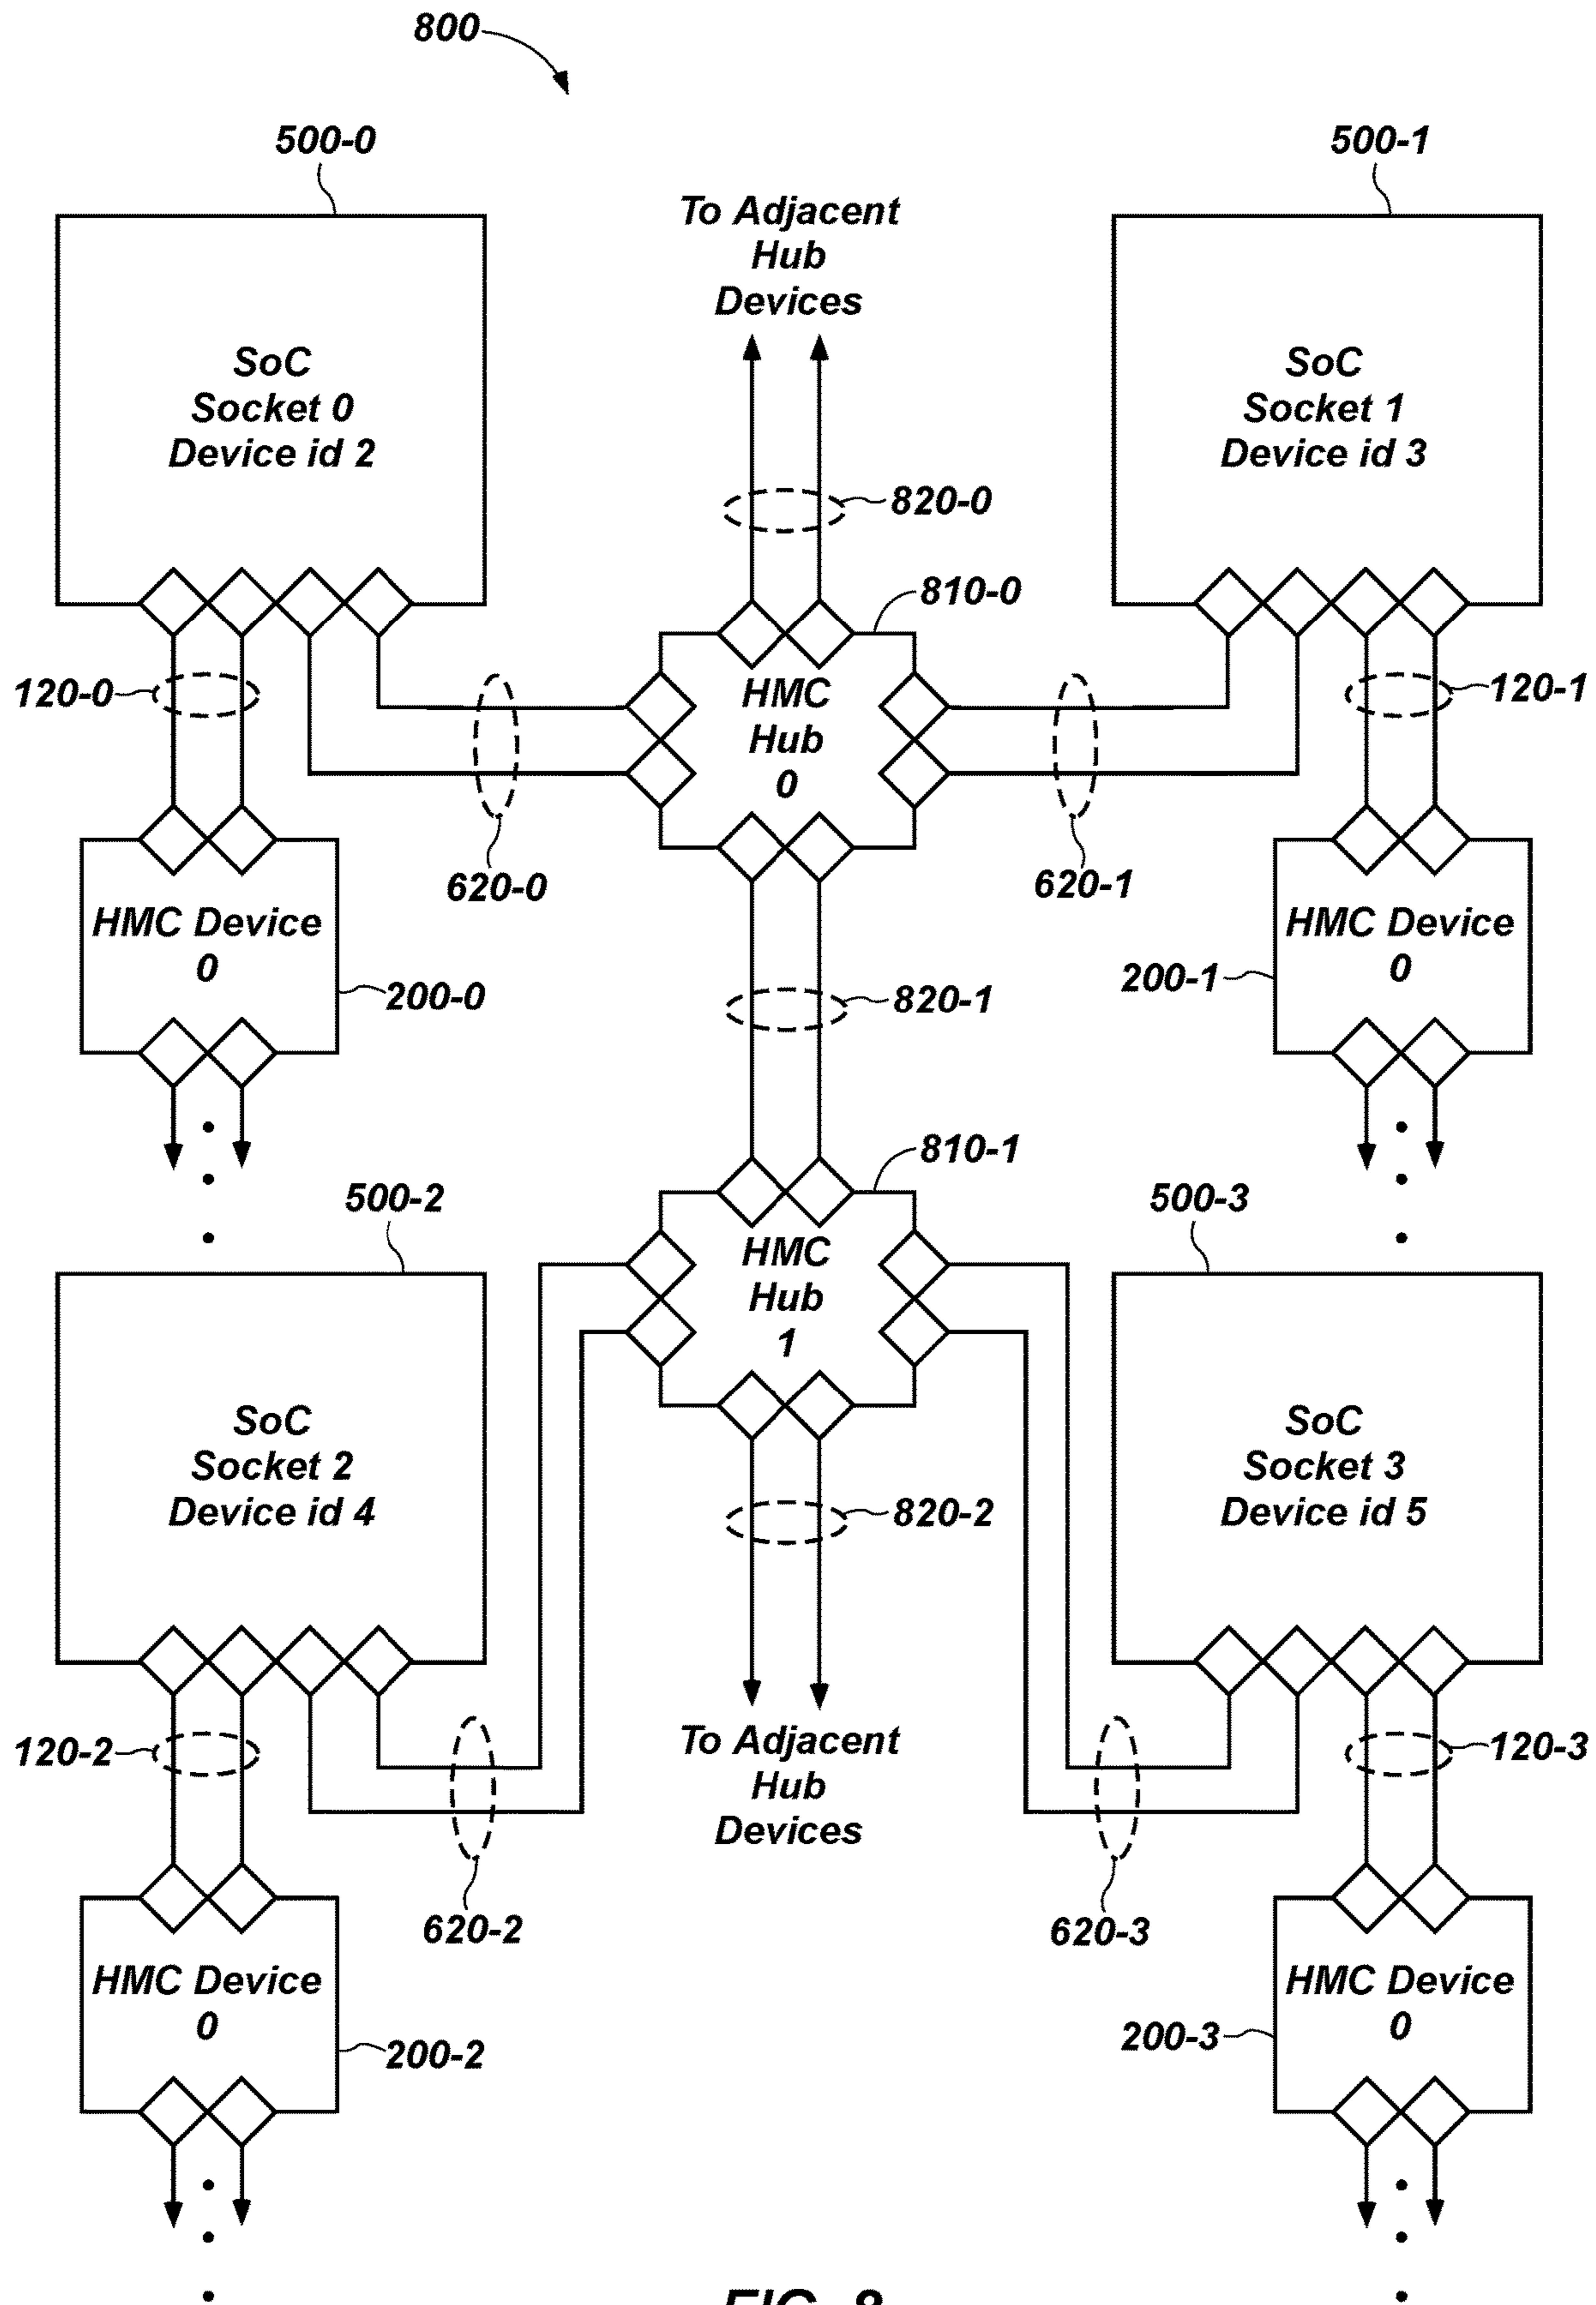 800
500-0
500-1
To Adjacent
Hub
Devices
SoC
Socket 0
Device id 2
SoC
Socket 1
Device id 3
820-0
810-0
120-0
HMC
Hub
0
120-1
620-0
620-1
HMC Device
0
200-0
HMC Device
0
200-1
820-1
810-1
500-2
500-3
HMC
Hub
1
SoC
Socket 2
Device id 4
SoC
Socket 3
Device id 5
820-2
120-2
To Adjacent
Hub
Devices
120-3
620-2
620-3
HMC Device
0
200-2
HMC Device
0
200-3
FIG. 8